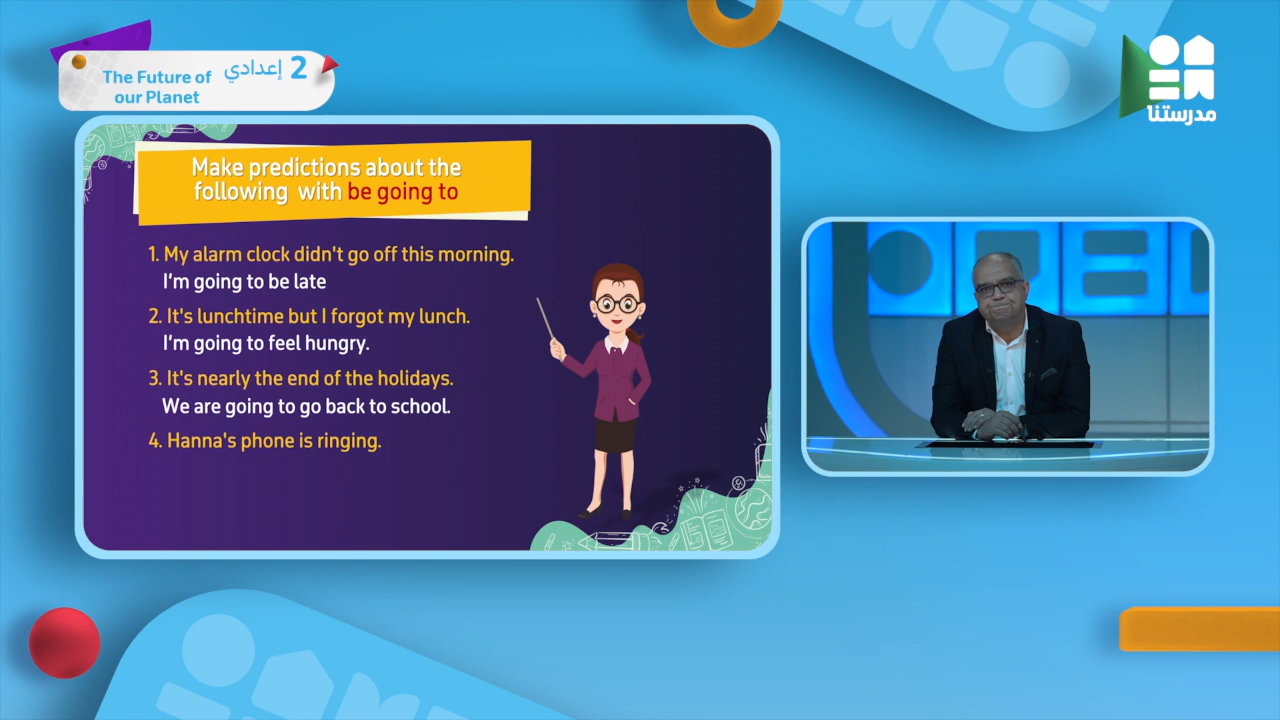 The Future of
our Planet
2 إعدادي
مدرستنا
Make predictions about the
following with be going to
1. My alarm clock didn't go off this morning.
I'm going to be late
2. It's lunchtime but I forgot my lunch.
I'm going to feel hungry.
3. It's nearly the end of the holidays.
We are going to go back to school.
4. Hanna's phone is ringing.